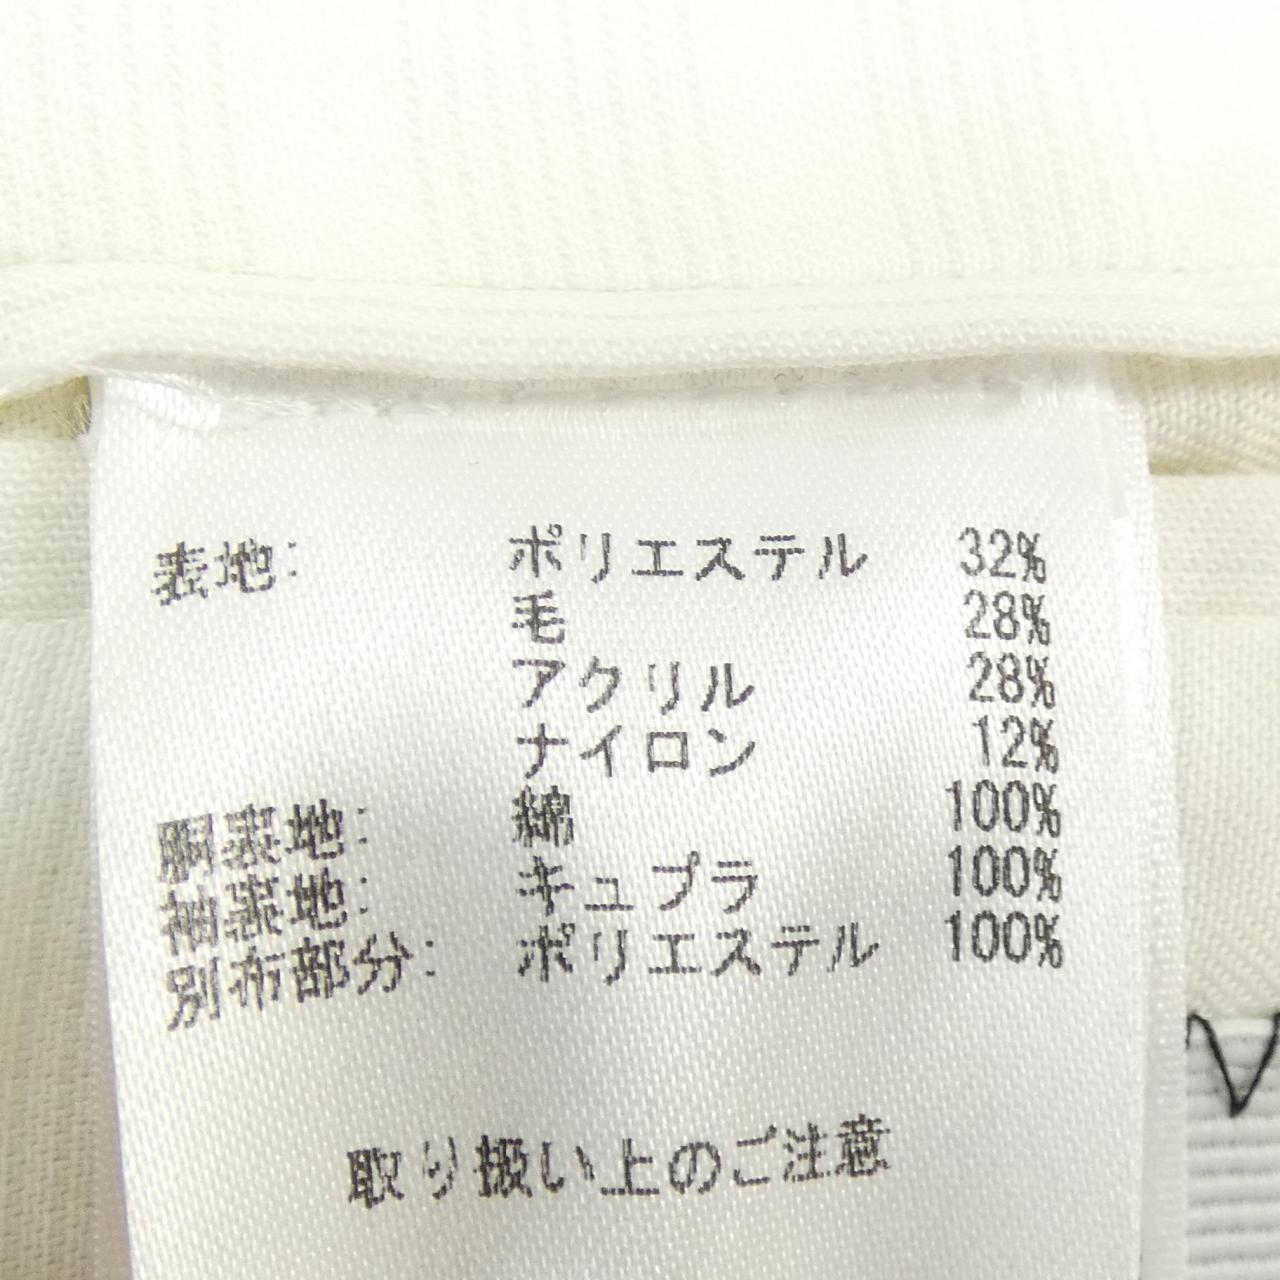 表地: ポリエステル 32%
毛 28%
アクリル 28%
ナイロン 12%
胴裏地: 綿 100%
袖裏地: キュプラ 100%
別布部分: ポリエステル 100%
取り扱い上のご注意